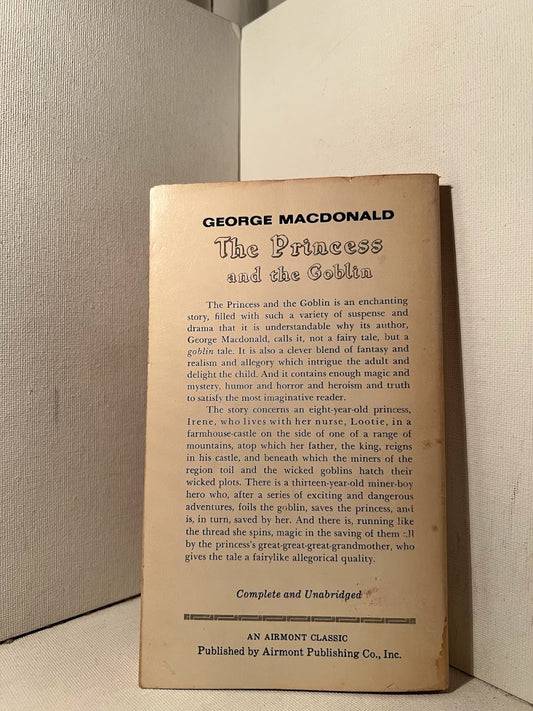 GEORGE MACDONALD
The Princess
and the Goblin
The Princess and the Goblin is an enchanting
story, filled with such a variety of suspense and
drama that it is understandable why its author,
George Macdonald, calls it, not a fairy tale, but a
goblin tale. It is also a clever blend of fantasy and
realism and allegory which intrigue the adult and
delight the child. And it contains enough magic and
mystery, humor and horror and heroism and truth
to satisfy the most imaginative reader.
The story concerns an eight-year-old princess,
Irene, who lives with her nurse, Lootie, in a
farmhouse-castle on the side of one of a range of
mountains, atop which her father, the king, reigns
in his castle, and beneath which the miners of the
region toil and the wicked goblins hatch their
wicked plots. There is a thirteen-year-old miner-boy
hero who, after a series of exciting and dangerous
adventures, foils the goblin, saves the princess, and
is, in turn, saved by her. And there is, running like
the thread she spins, magic in the saving of them all
by the princess's great-great-great-grandmother, who
gives the tale a fairylike allegorical quality.
Complete and Unabridged
AN AIRMONT CLASSIC
Published by Airmont Publishing Co., Inc.